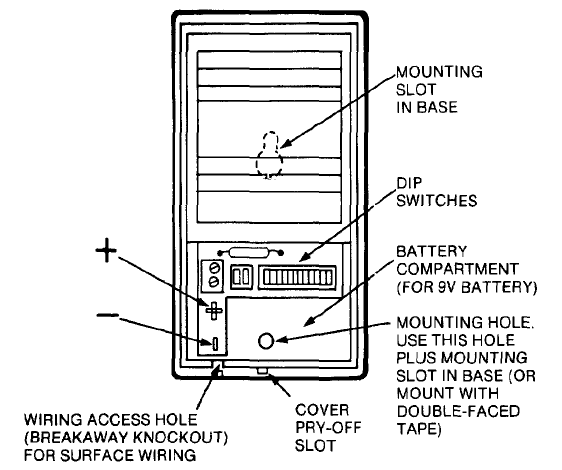 MOUNTING
SLOT
IN BASE
DIP
SWITCHES
+
BATTERY
COMPARTMENT
(FOR 9V BATTERY)
−
MOUNTING HOLE.
USE THIS HOLE
PLUS MOUNTING
SLOT IN BASE (OR
MOUNT WITH
DOUBLE-FACED
TAPE)
WIRING ACCESS HOLE
(BREAKAWAY KNOCKOUT)
FOR SURFACE WIRING
COVER
PRY-OFF
SLOT